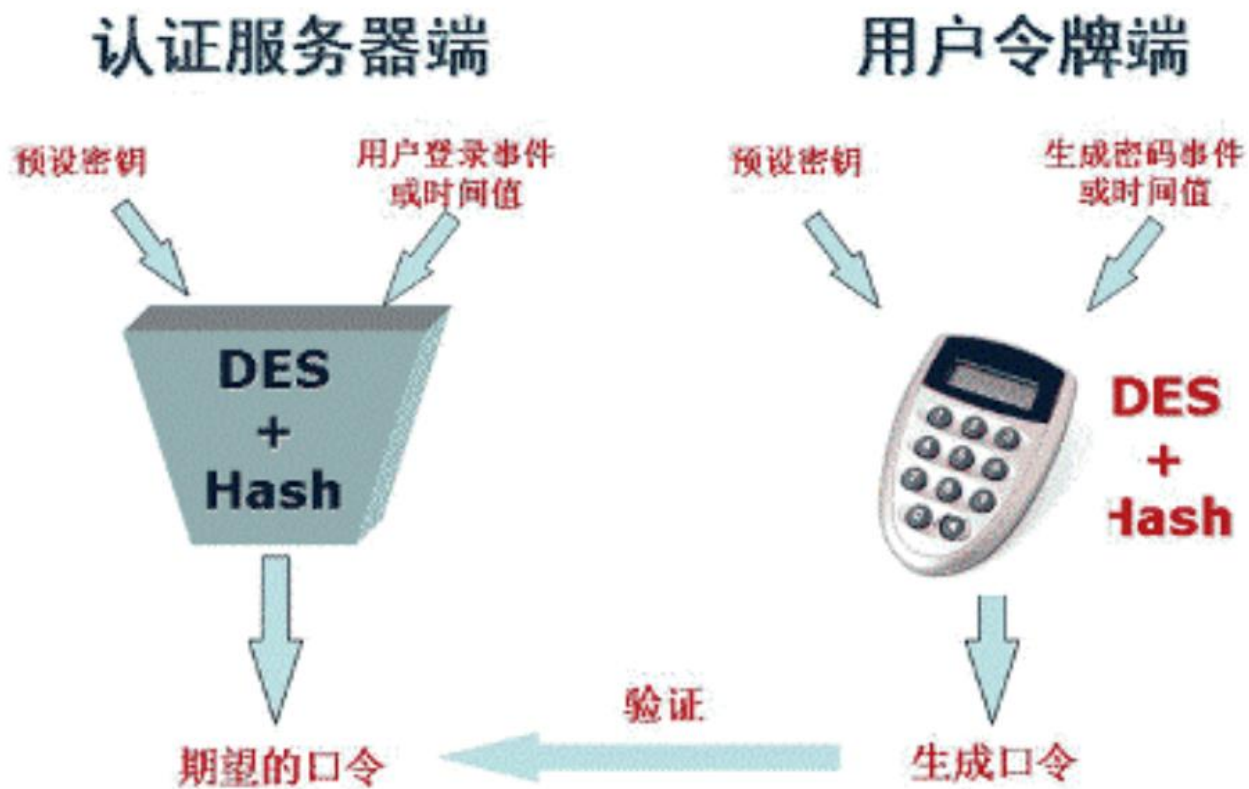 认证服务器端
用户令牌端
预设密钥
用户登录事件
或时间值
预设密钥
生成密码事件
或时间值
DES
+
Hash
DES
+
Hash
验证
期望的口令
生成口令